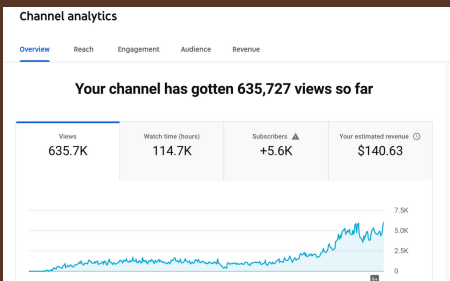 Channel analytics
Overview Reach Engagement Audience Revenue
Your channel has gotten 635,727 views so far
Views Watch time (hours) Subscribers Your estimated revenue
635.7K 114.7K +5.6K $140.63
7.5K
5.0K
2.5K
0